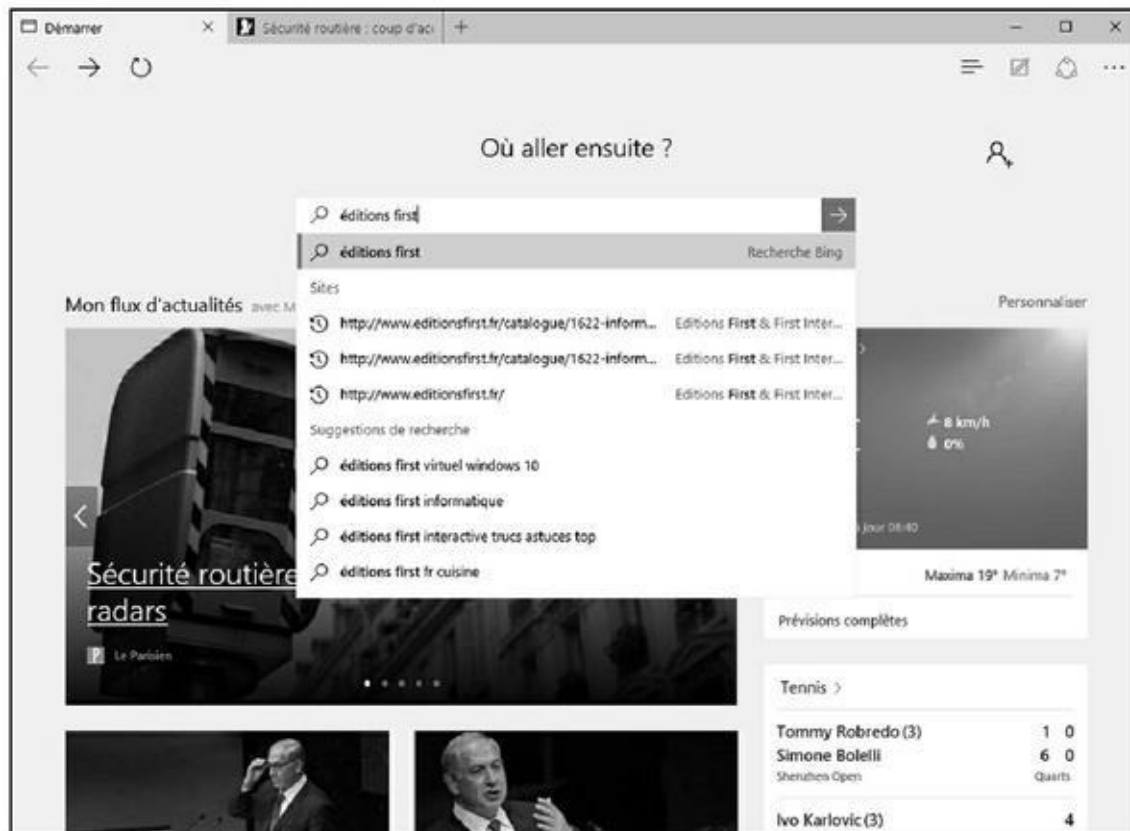 Démarrer
Sécurité routière : coup d'acc
Où aller ensuite ?
éditions first
éditions first Recherche Bing
Sites
Mon flux d'actualités avec M Personnaliser
http://www.editionsfirst.fr/catalogue/1622-inform... Editions First & First Inter...
http://www.editionsfirst.fr/catalogue/1622-inform... Editions First & First Inter...
http://www.editionsfirst.fr/ Editions First & First Inter...
8 km/h
Suggestions de recherche
0%
éditions first virtuel windows 10
éditions first informatique
éditions first interactive trucs astuces top
jour 08:40
éditions first fr cuisine
Sécurité routière
radars
Maxima 19° Minima 7°
Prévisions complètes
P Le Parisien
Tennis >
Tommy Robredo (3) 1 0
Simone Bolelli 6 0
Shenzhen Open Quarts
Ivo Karlovic (3) 4